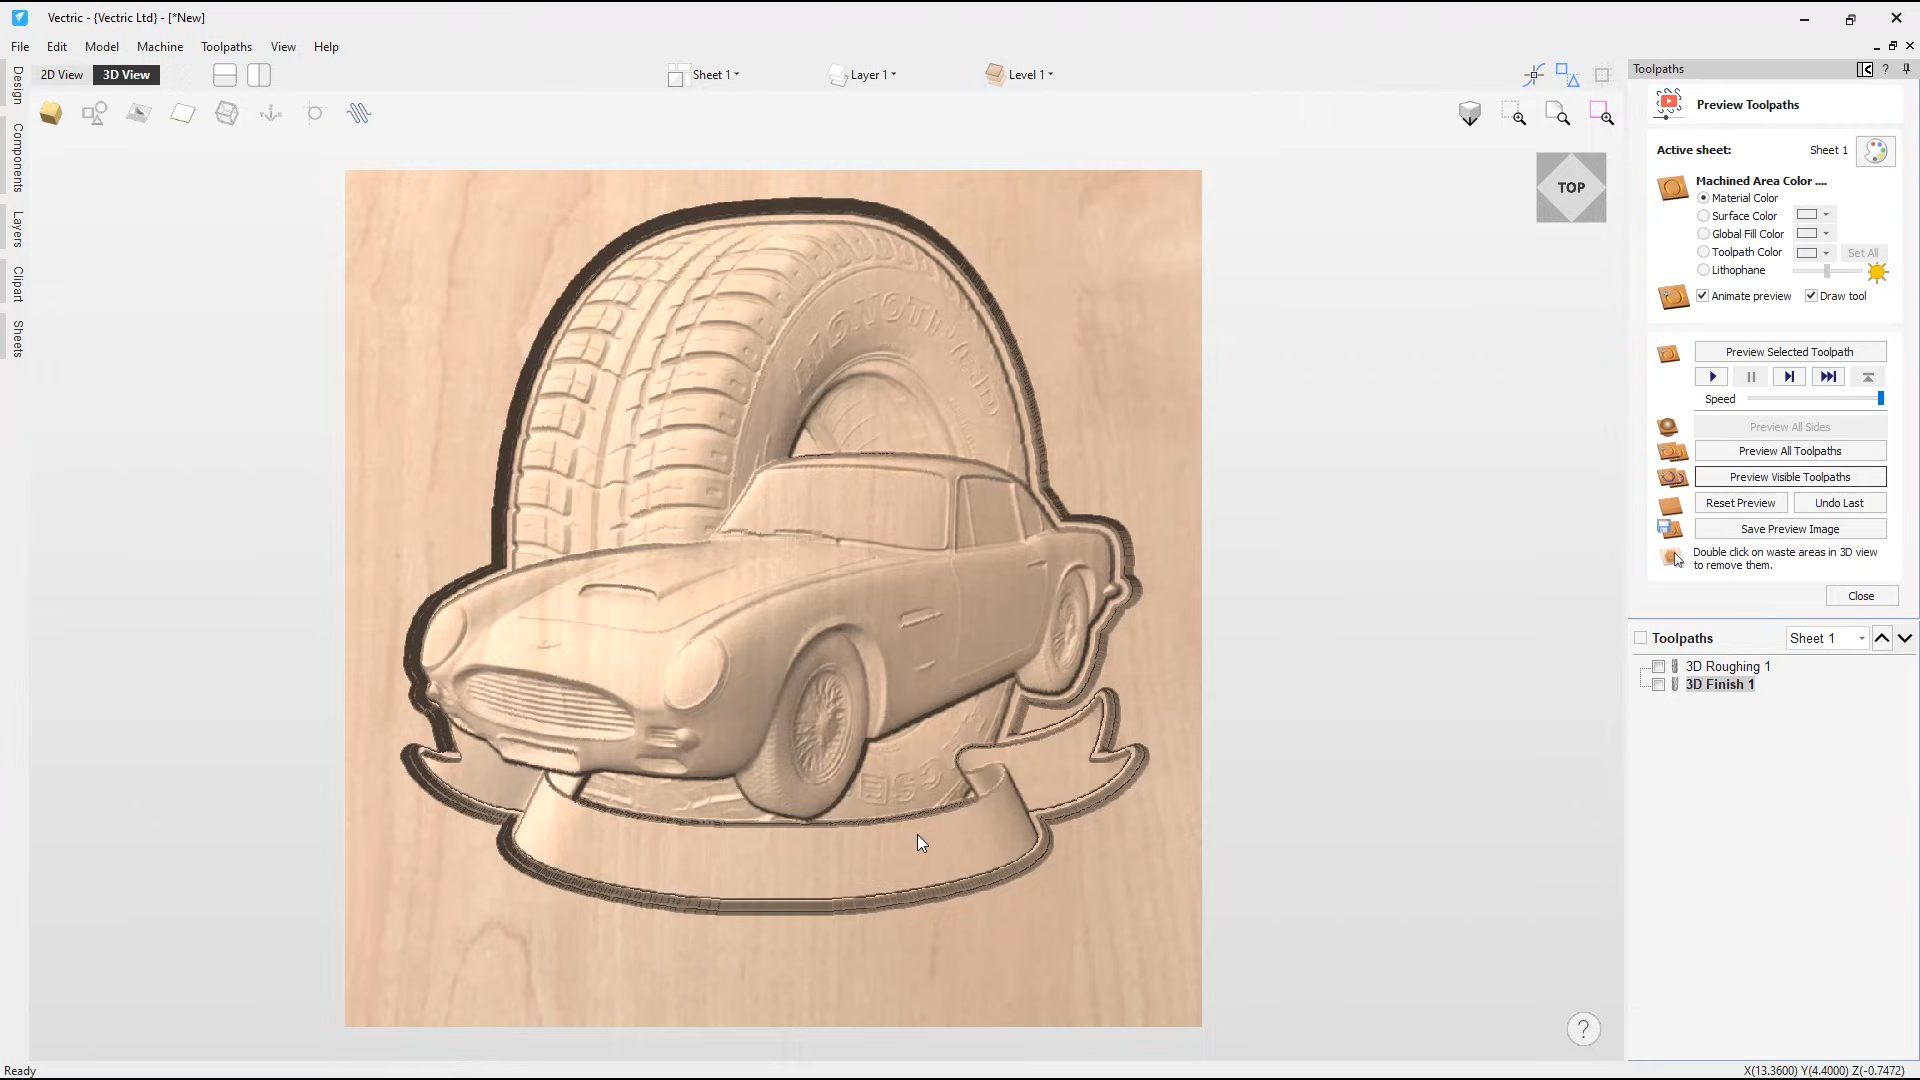 Vectric - {Vectric Ltd} - [*New]
File Edit Model Machine Toolpaths View Help
2D View 3D View Sheet 1 Layer 1 Level 1
Design
Components
Layers
Clipart
Sheets
TOP
Toolpaths
Preview Toolpaths
Active sheet: Sheet 1
Machined Area Color ....
Material Color
Surface Color
Global Fill Color
Toolpath Color Set All
Lithophane
Animate preview Draw tool
Preview Selected Toolpath
Speed
Preview All Sides
Preview All Toolpaths
Preview Visible Toolpaths
Reset Preview Undo Last
Save Preview Image
Double click on waste areas in 3D view
to remove them.
Close
Toolpaths Sheet 1
3D Roughing 1
3D Finish 1
?
Ready X(13.3600) Y(4.4000) Z(-0.7472)